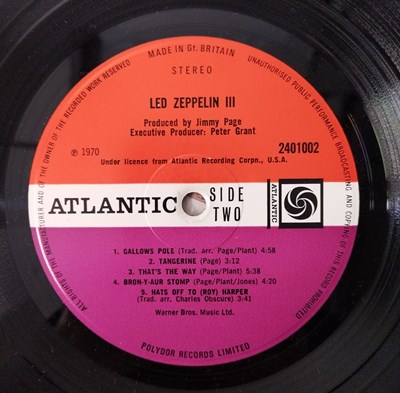 MADE IN Gt. BRITAIN
UNAUTHORISED PUBLIC PERFORMANCE BROADCASTING AND COPYING OF THIS RECORD PROHIBITED
ALL RIGHTS OF THE MANUFACTURER AND OF THE OWNER OF THE RECORDED WORK RESERVED
STEREO
LED ZEPPELIN III
Produced by Jimmy Page
Executive Producer: Peter Grant
℗ 1970
2401002
Under licence from Atlantic Recording Corpn., U.S.A.
ATLANTIC
SIDE
TWO
ATLANTIC
1. GALLOWS POLE (Trad. arr. Page/Plant) 4:58
2. TANGERINE (Page) 3:12
3. THAT'S THE WAY (Page/Plant) 5:38
4. BRON-Y-AUR STOMP (Page/Plant/Jones) 4:20
5. HATS OFF TO (ROY) HARPER
(Trad. arr. Charles Obscure) 3:41
Warner Bros. Music Ltd.
POLYDOR RECORDS LIMITED